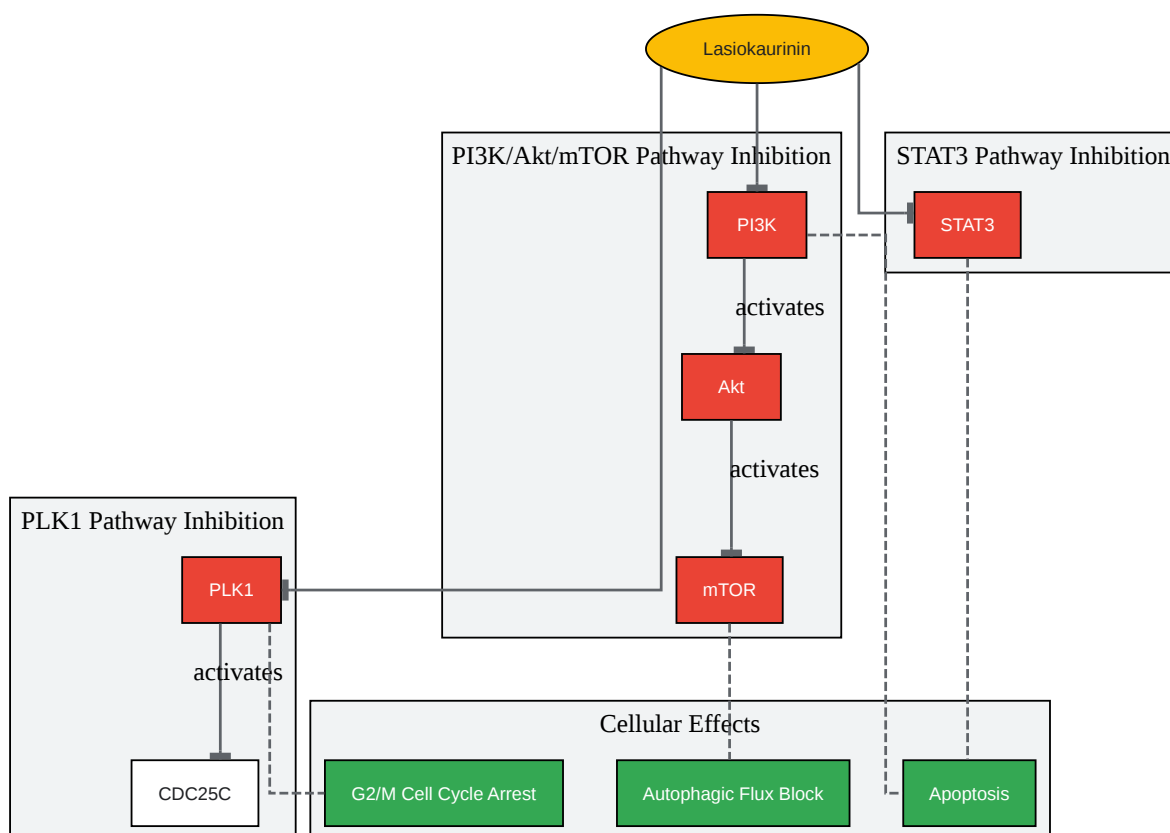 Lasiokaurinin
PI3K/Akt/mTOR Pathway Inhibition
STAT3 Pathway Inhibition
PI3K
STAT3
activates
Akt
activates
PLK1 Pathway Inhibition
PLK1
mTOR
activates
Cellular Effects
CDC25C
G2/M Cell Cycle Arrest
Autophagic Flux Block
Apoptosis